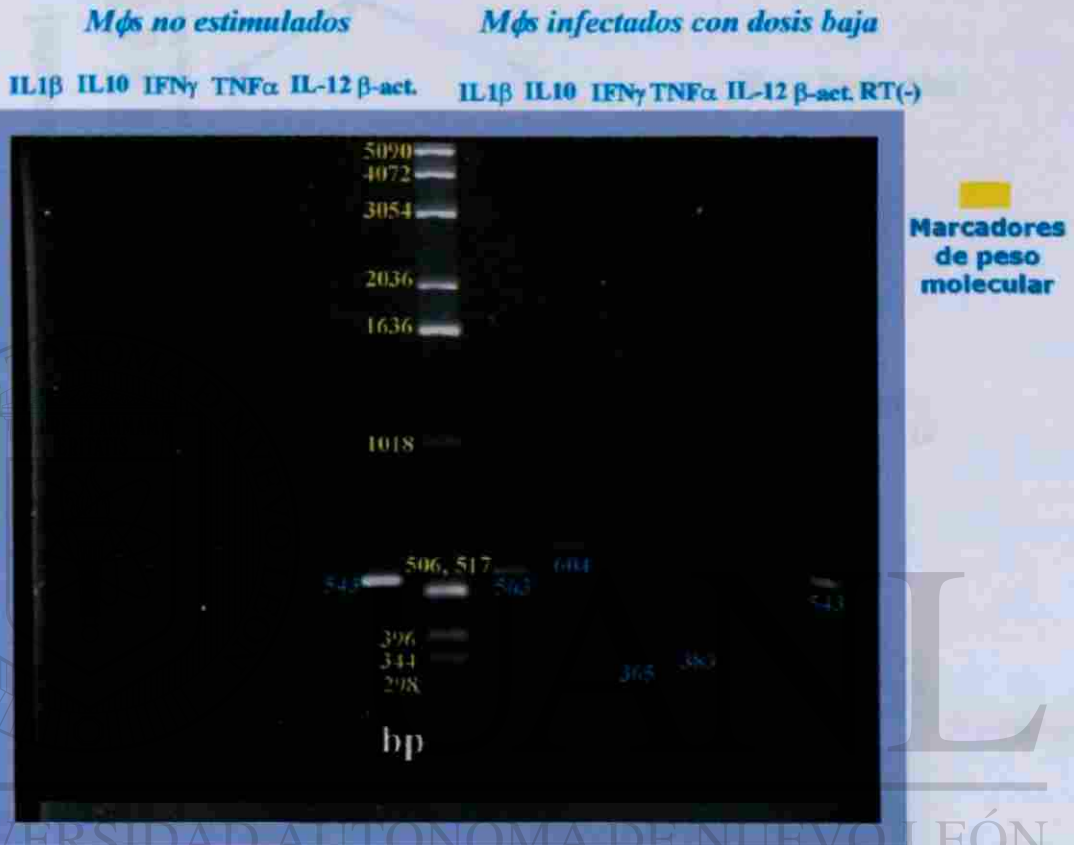 Mϕs no estimulados
Mϕs infectados con dosis baja
IL1β IL10 IFNγ TNFα IL-12 β-act.
IL1β IL10 IFNγ TNFα IL-12 β-act. RT(-)
5090
4072
3054
2036
1636
1018
506, 517
543
563
604
543
396
344
298
365
383
bp
Marcadores
de peso
molecular
UANL
UNIVERSIDAD AUTÓNOMA DE NUEVO LEÓN